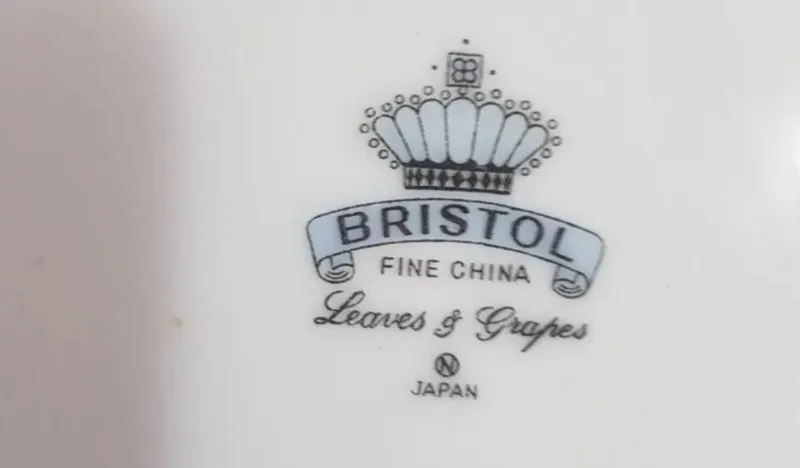 BRISTOL
FINE CHINA
Leaves & Grapes
N
JAPAN